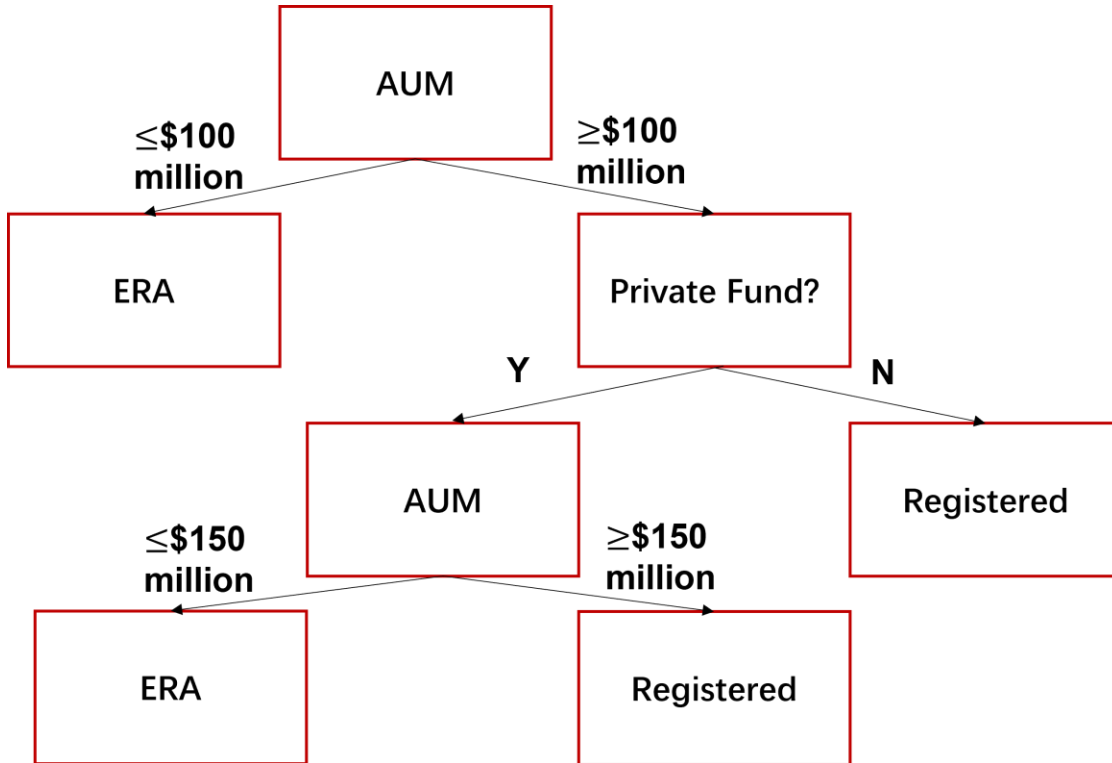 AUM
≤$100
million
≥$100
million
ERA
Private Fund?
Y
N
AUM
Registered
≤$150
million
≥$150
million
ERA
Registered